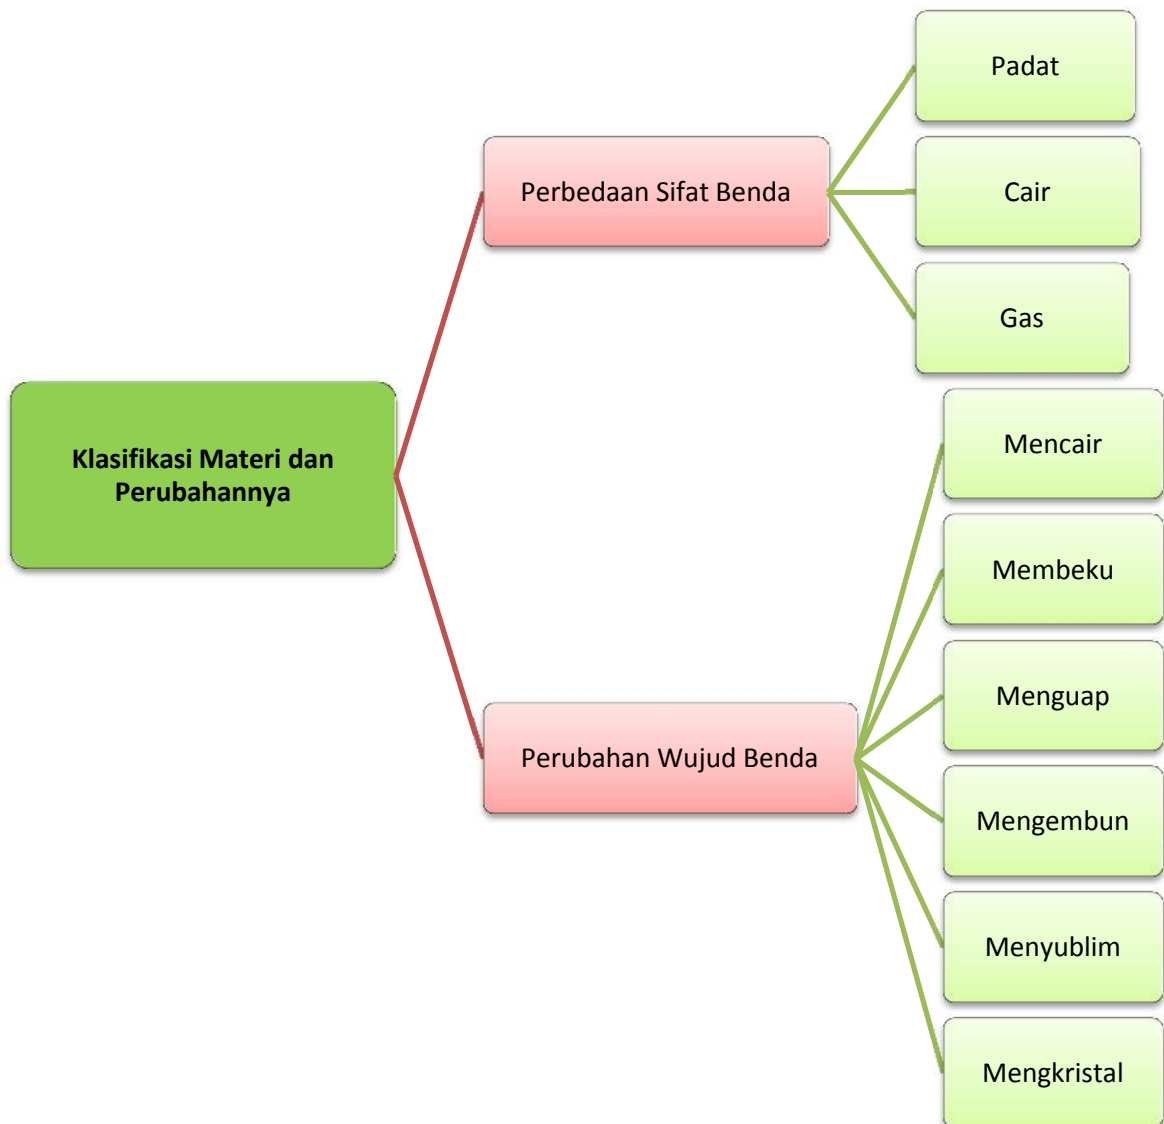 Padat
Perbedaan Sifat Benda
Cair
Gas
Klasifikasi Materi dan
Perubahannya
Mencair
Membeku
Menguap
Perubahan Wujud Benda
Mengembun
Menyublim
Mengkristal